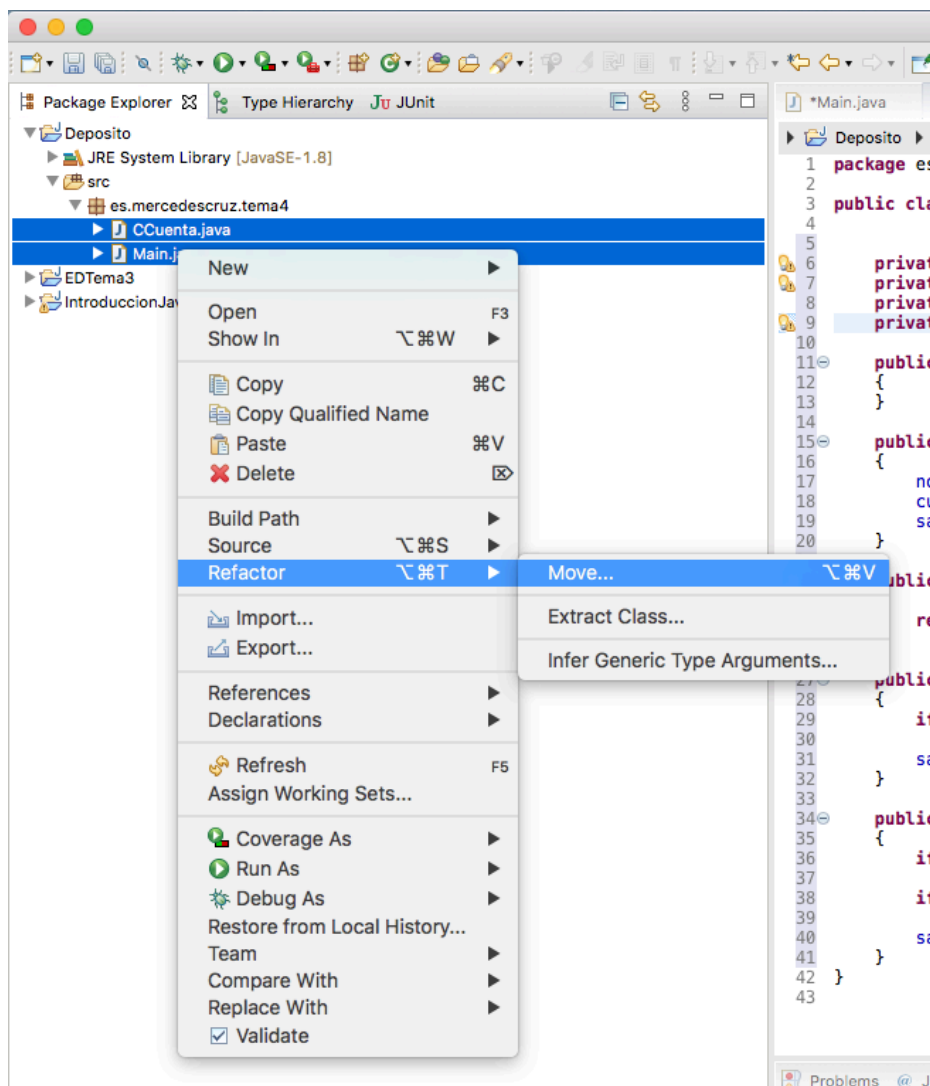 Package Explorer
Type Hierarchy
JUnit
*Main.java
Deposito
JRE System Library [JavaSE-1.8]
src
es.mercedescruz.tema4
CCuenta.java
Main.j
EDTema3
IntroduccionJav
New
Open F3
Show In ⌥⌘W
Copy ⌘C
Copy Qualified Name
Paste ⌘V
Delete ⌦
Build Path
Source ⌥⌘S
Refactor ⌥⌘T
Import...
Export...
References
Declarations
Refresh F5
Assign Working Sets...
Coverage As
Run As
Debug As
Restore from Local History...
Team
Compare With
Replace With
Validate
Move... ⌥⌘V
Extract Class...
Infer Generic Type Arguments...
Deposito
1 package es
2
3 public cla
4
5
6 privat
7 privat
8 privat
9 privat
10
11 public
12 {
13 }
14
15 public
16 {
17 no
18 cu
19 sa
20 }
ublic
re
27 public
28 {
29 if
30
31 sa
32 }
33
34 public
35 {
36 if
37
38 if
39
40 sa
41 }
42 }
43
Problems @ J